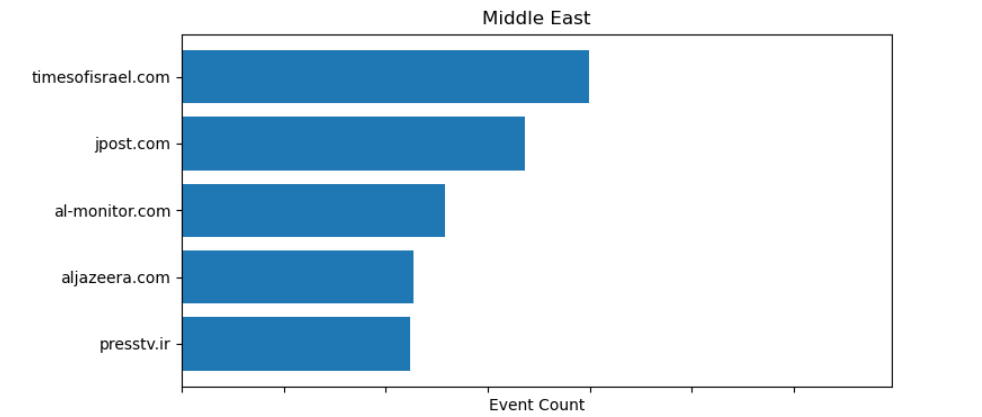 Middle East
timesofisrael.com
jpost.com
al-monitor.com
aljazeera.com
presstv.ir
Event Count